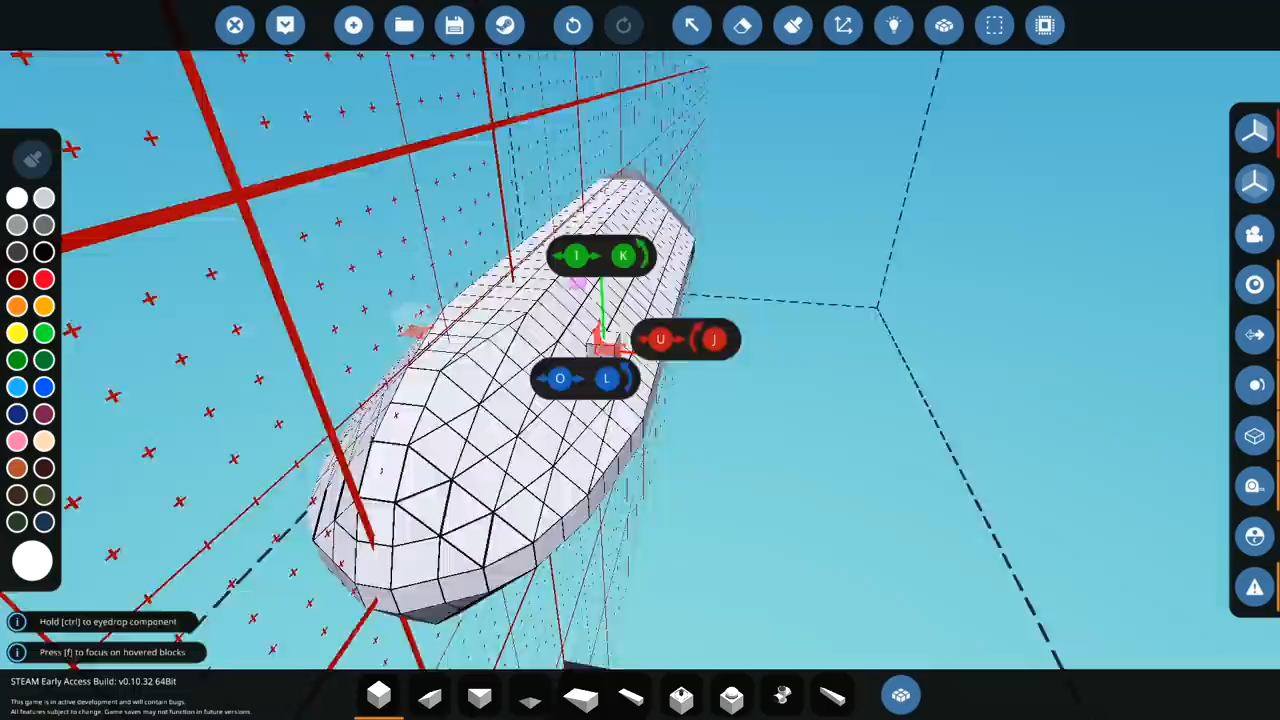 I K
U J
O L
Hold [ctrl] to eyedrop component
Press [f] to focus on hovered blocks
STEAM Early Access Build: v0.10.32 64Bit
This game is in active development and will contain bugs.
All features subject to change. Game saves may not function in future versions.